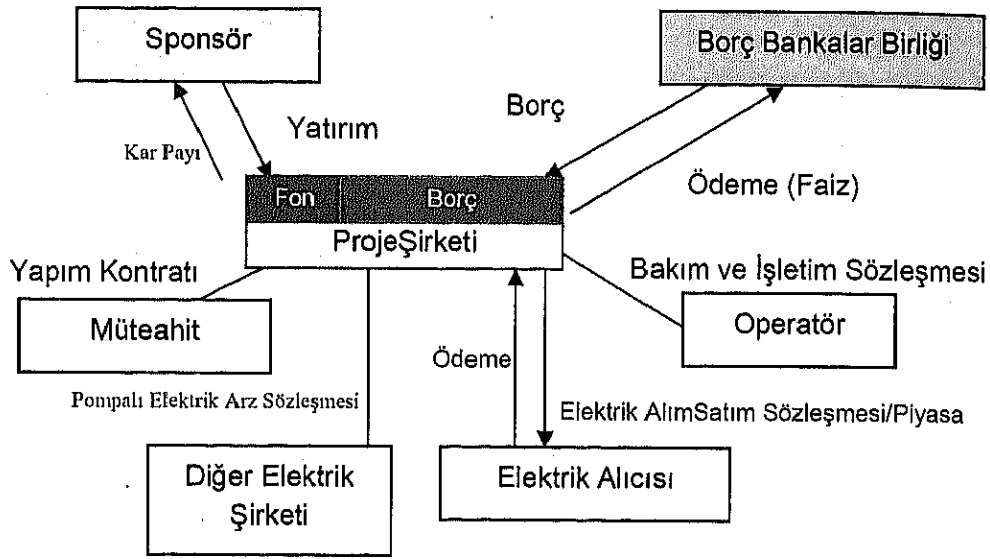 Sponsör
Borç Bankalar Birliği
Yatırım
Borç
Kar Payı
Ödeme (Faiz)
Fon
Borç
ProjeŞirketi
Yapım Kontratı
Bakım ve İşletim Sözleşmesi
Müteahit
Operatör
Ödeme
Pompalı Elektrik Arz Sözleşmesi
Elektrik AlımSatım Sözleşmesi/Piyasa
Diğer Elektrik
Şirketi
Elektrik Alıcısı